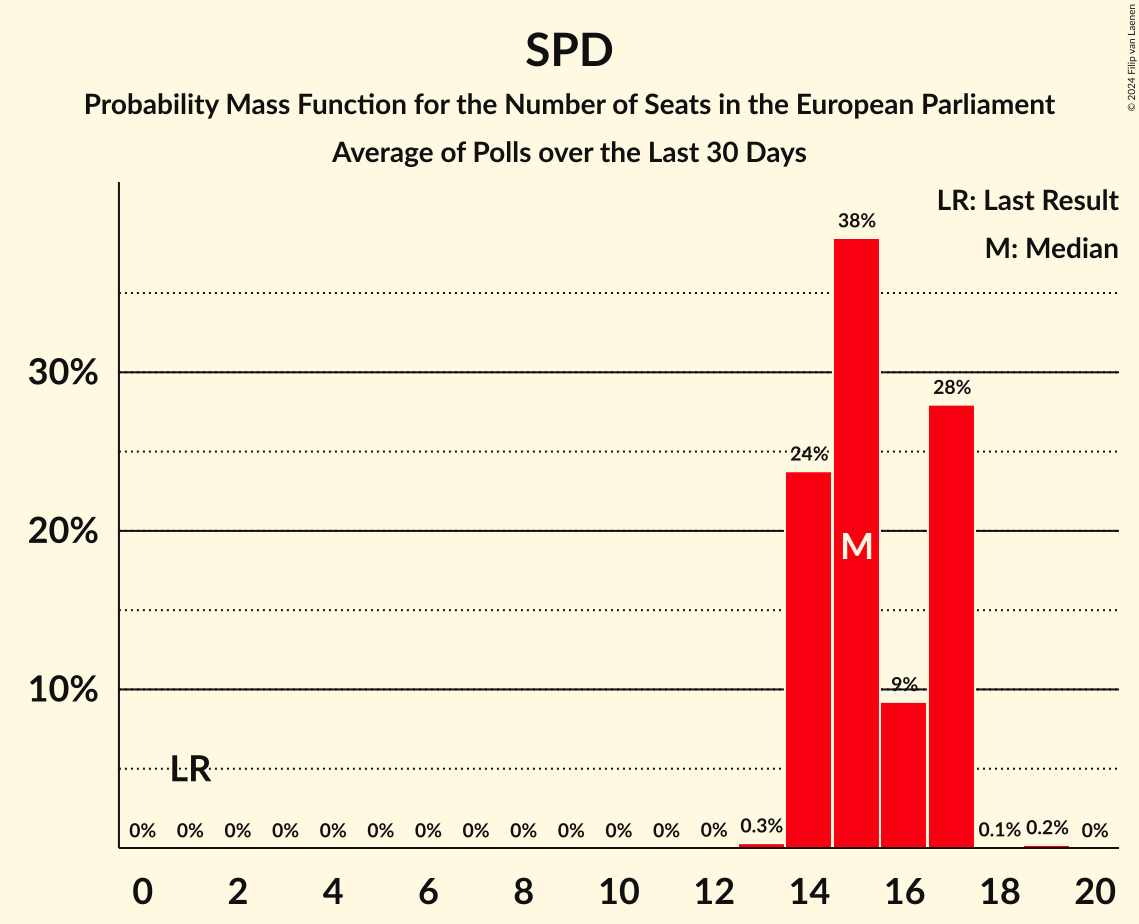 SPD
Probability Mass Function for the Number of Seats in the European Parliament
Average of Polls over the Last 30 Days
© 2024 Filip van Laenen
LR: Last Result
M: Median
38%
30%
28%
24%
20%
M
10%
9%
LR
0% 0% 0% 0% 0% 0% 0% 0% 0% 0% 0% 0% 0% 0.3% 0.1% 0.2% 0%
0 2 4 6 8 10 12 14 16 18 20